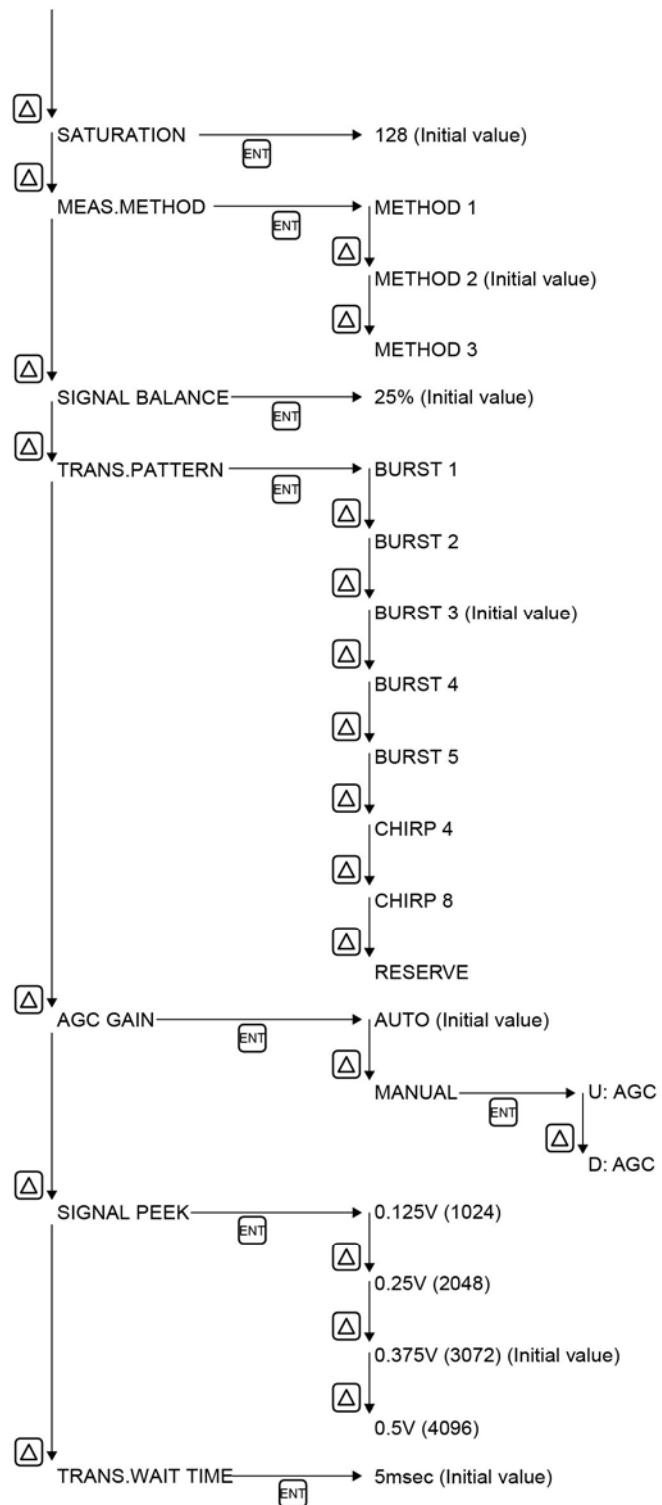 SATURATION 128 (Initial value)
ENT
MEAS.METHOD METHOD 1
ENT
METHOD 2 (Initial value)
METHOD 3
SIGNAL BALANCE 25% (Initial value)
ENT
TRANS.PATTERN BURST 1
ENT
BURST 2
BURST 3 (Initial value)
BURST 4
BURST 5
CHIRP 4
CHIRP 8
RESERVE
AGC GAIN AUTO (Initial value)
ENT
MANUAL U: AGC
ENT
D: AGC
SIGNAL PEEK 0.125V (1024)
ENT
0.25V (2048)
0.375V (3072) (Initial value)
0.5V (4096)
TRANS.WAIT TIME 5msec (Initial value)
ENT